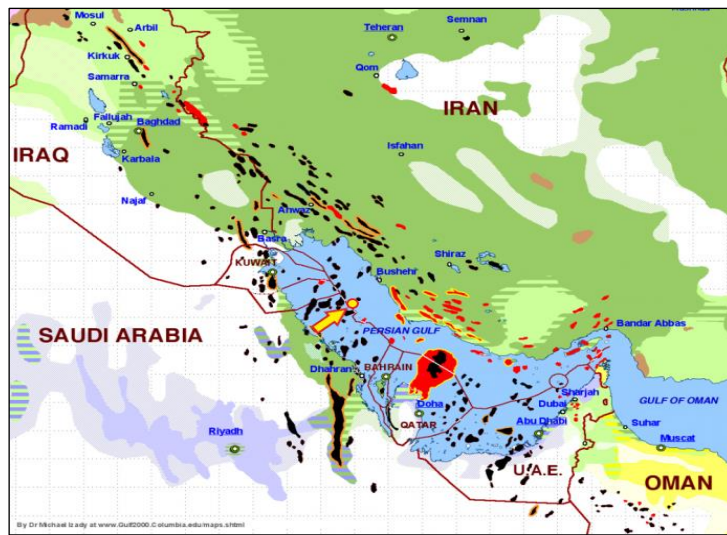 Mosul
Arbil
Kirkuk
Samarra
Ramadi
Fallujah
Baghdad
IRAQ
Karbala
Najaf
Teheran
Semnan
Qom
IRAN
Isfahan
Ahwaz
Basra
KUWAIT
Bushehr
Shiraz
SAUDI ARABIA
PERSIAN GULF
Bandar Abbas
Dhahran
BAHRAIN
Doha
QATAR
Riyadh
Sharjah
Dubai
Abu Dhabi
GULF OF OMAN
Suhar
Muscat
U.A.E.
OMAN
By Dr Michael Izady at www.Gulf2000.Columbia.edu/maps.shtml